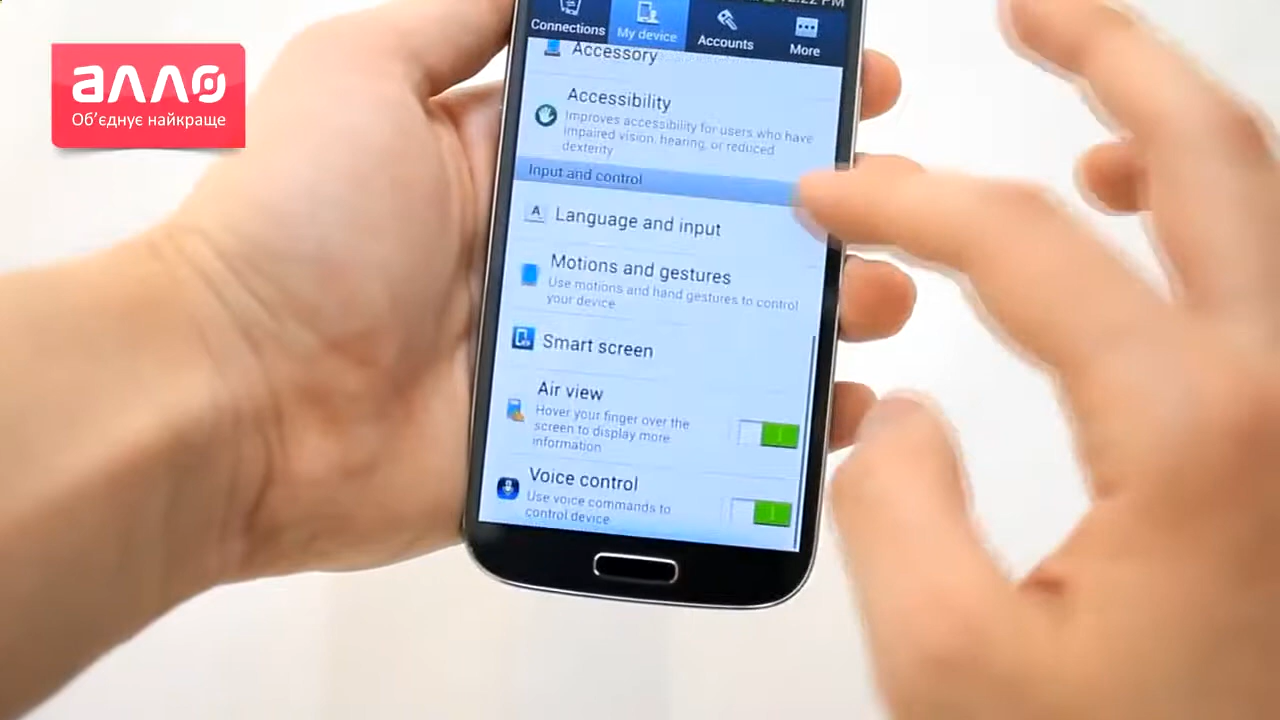 12:22 PM
Connections
My device
Accounts
More
алло
Об'єднує найкраще
Accessory
Accessibility
Improves accessibility for users who have
impaired vision, hearing, or reduced
dexterity
Input and control
A
Language and input
Motions and gestures
Use motions and hand gestures to control
your device
Smart screen
Air view
Hover your finger over the
screen to display more
information
Voice control
Use voice commands to
control device